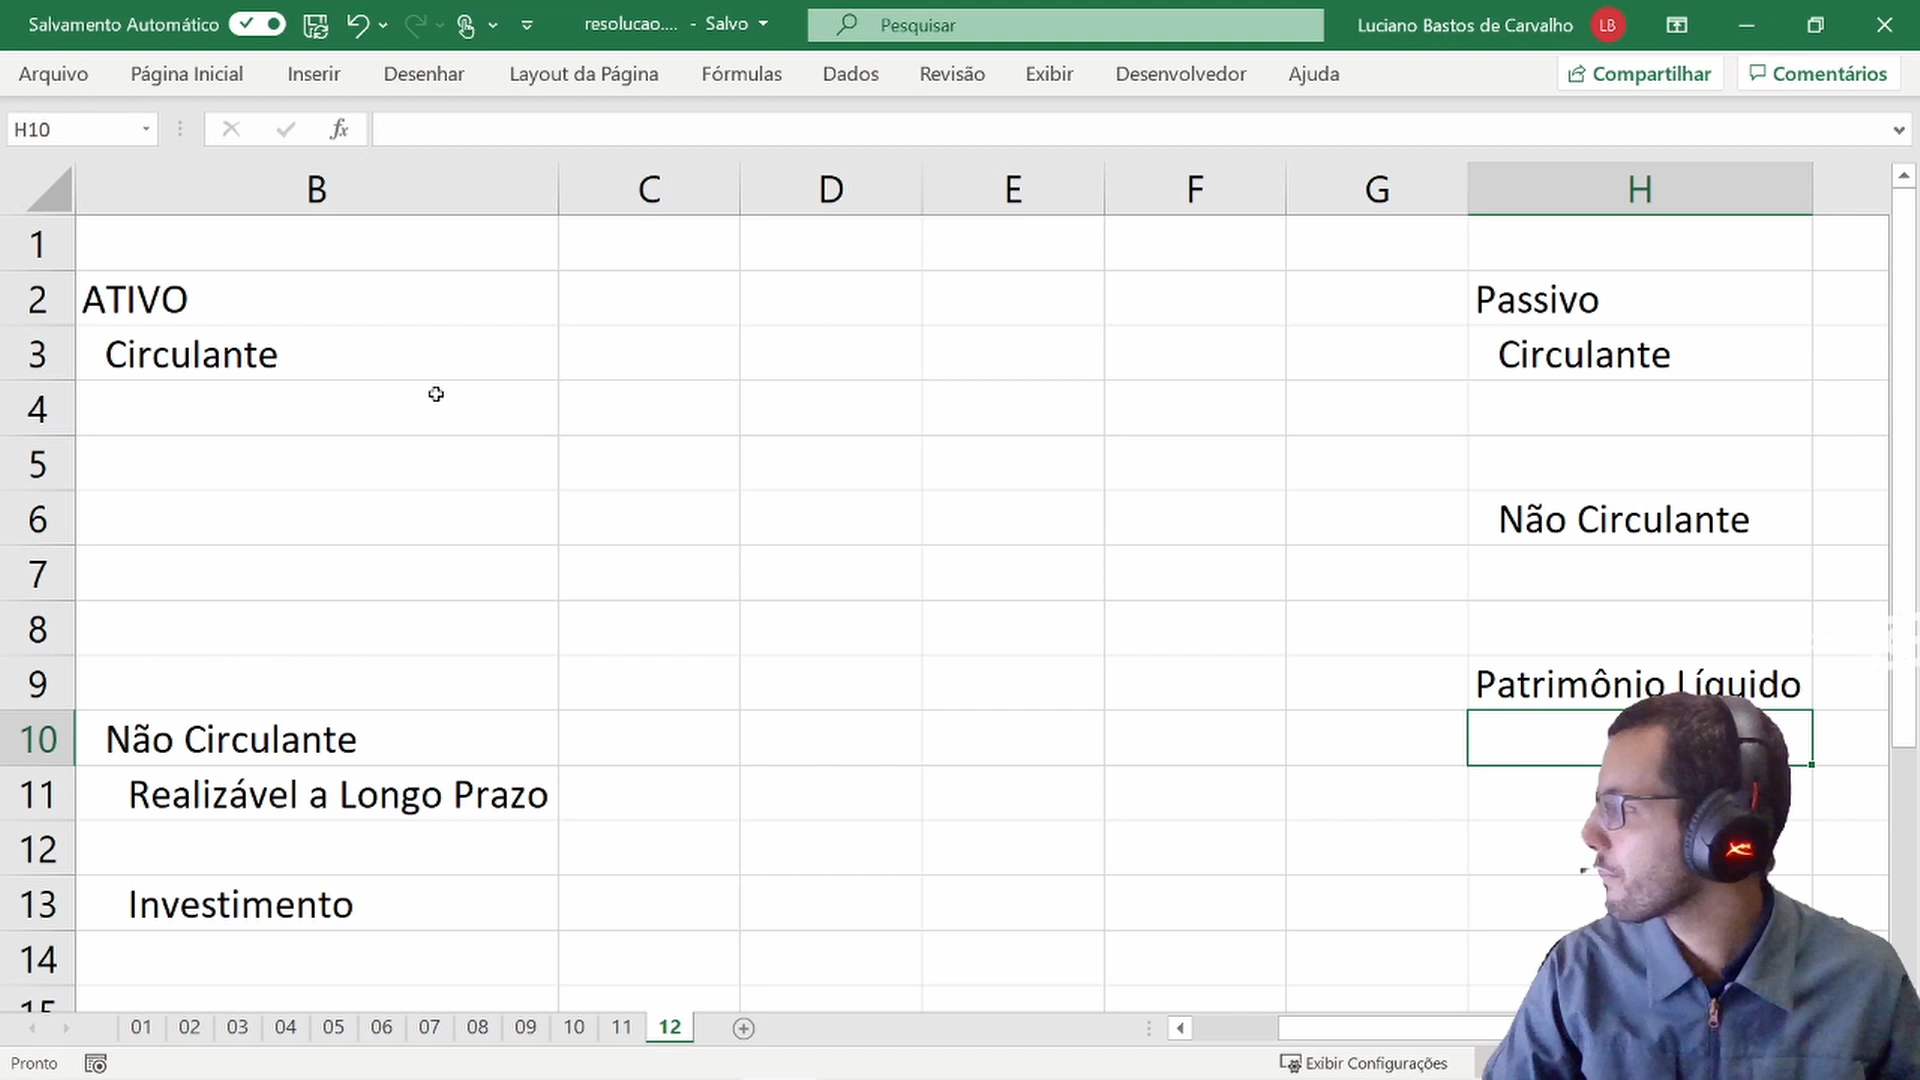 Salvamento Automático
resolucao.... - Salvo
Pesquisar
Luciano Bastos de Carvalho
LB
Arquivo Página Inicial Inserir Desenhar Layout da Página Fórmulas Dados Revisão Exibir Desenvolvedor Ajuda
Compartilhar
Comentários
H10
fx
B C D E F G H
1
2 ATIVO Passivo
3 Circulante Circulante
4
5
6 Não Circulante
7
8
9 Patrimônio Líquido
10 Não Circulante
11 Realizável a Longo Prazo
12
13 Investimento
14
15
01 02 03 04 05 06 07 08 09 10 11 12
Pronto
Exibir Configurações